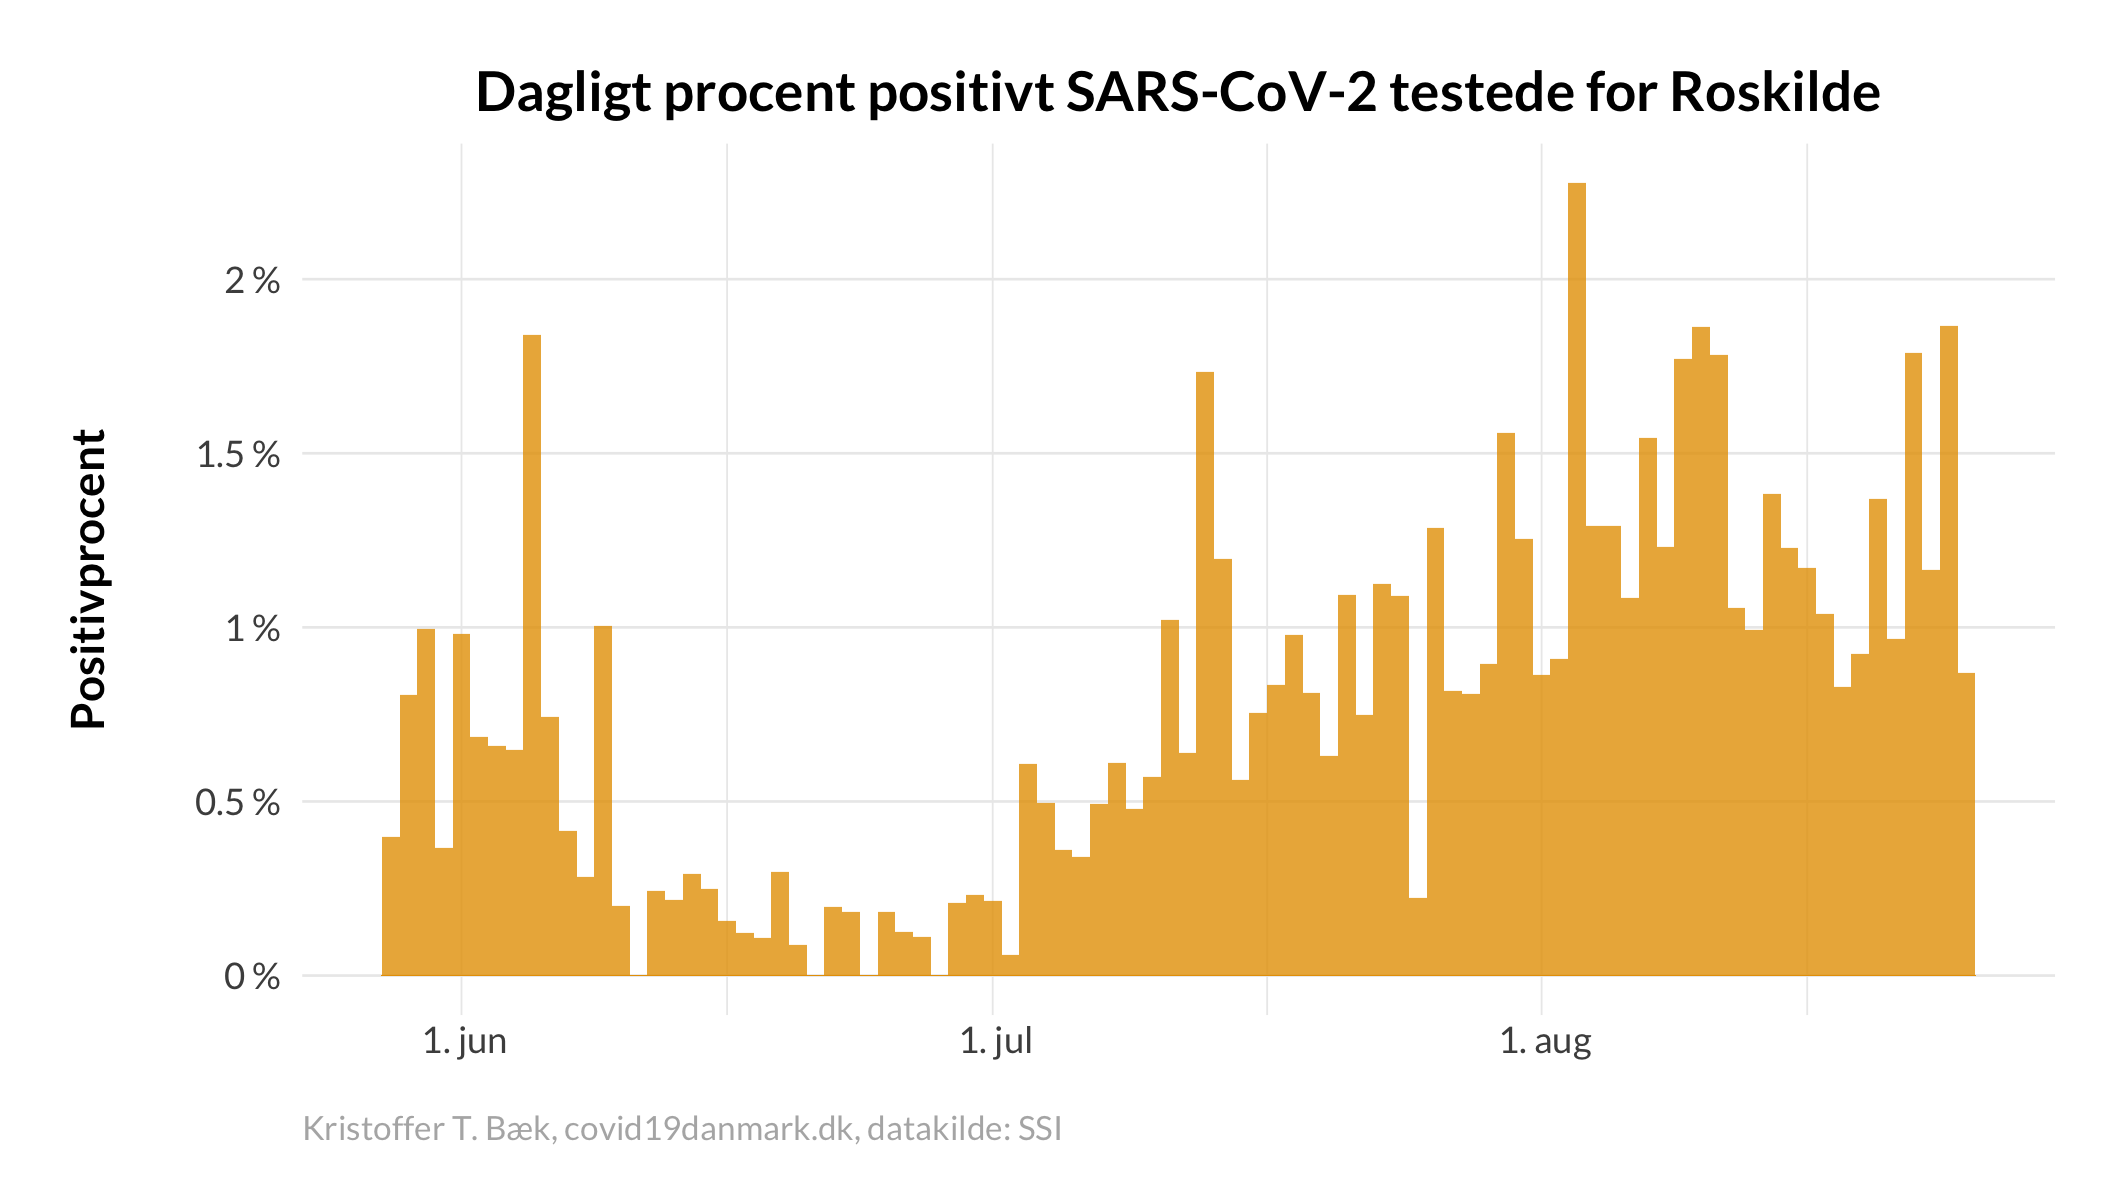 Dagligt procent positivt SARS-CoV-2 testede for Roskilde
Positivprocent
2 %
1.5 %
1 %
0.5 %
0 %
1. jun
1. jul
1. aug
Kristoffer T. Bæk, covid19danmark.dk, datakilde: SSI